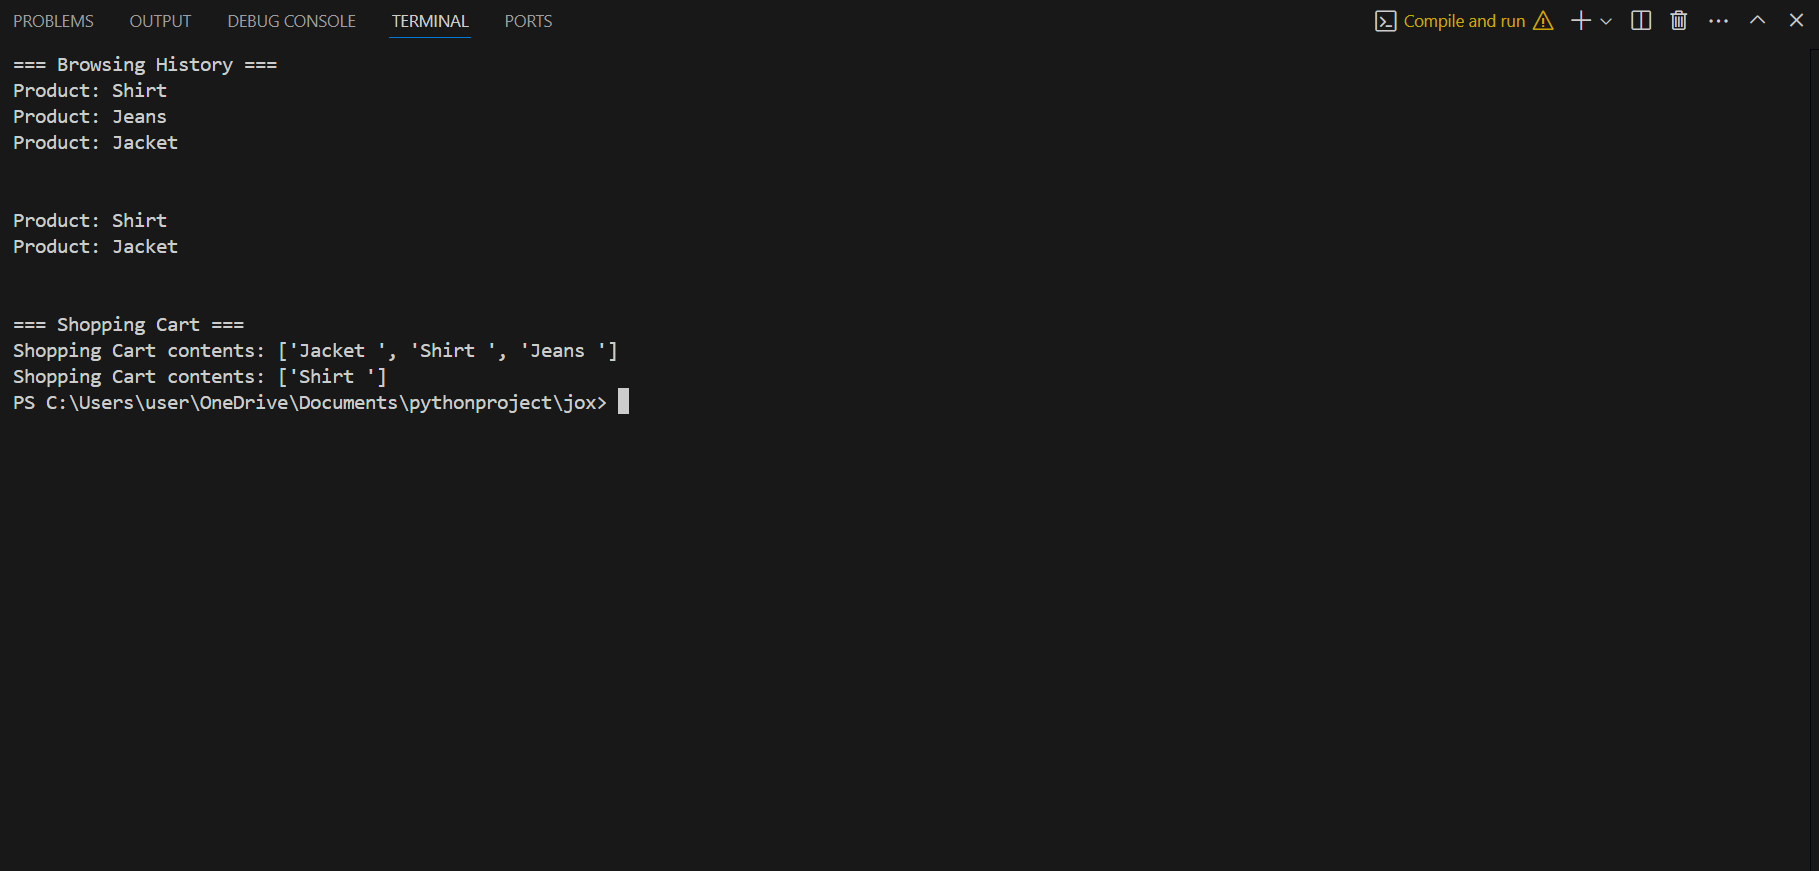 PROBLEMS OUTPUT DEBUG CONSOLE TERMINAL PORTS Compile and run
=== Browsing History ===
Product: Shirt
Product: Jeans
Product: Jacket
Product: Shirt
Product: Jacket
=== Shopping Cart ===
Shopping Cart contents: ['Jacket ', 'Shirt ', 'Jeans ']
Shopping Cart contents: ['Shirt ']
PS C:\Users\user\OneDrive\Documents\pythonproject\jox>